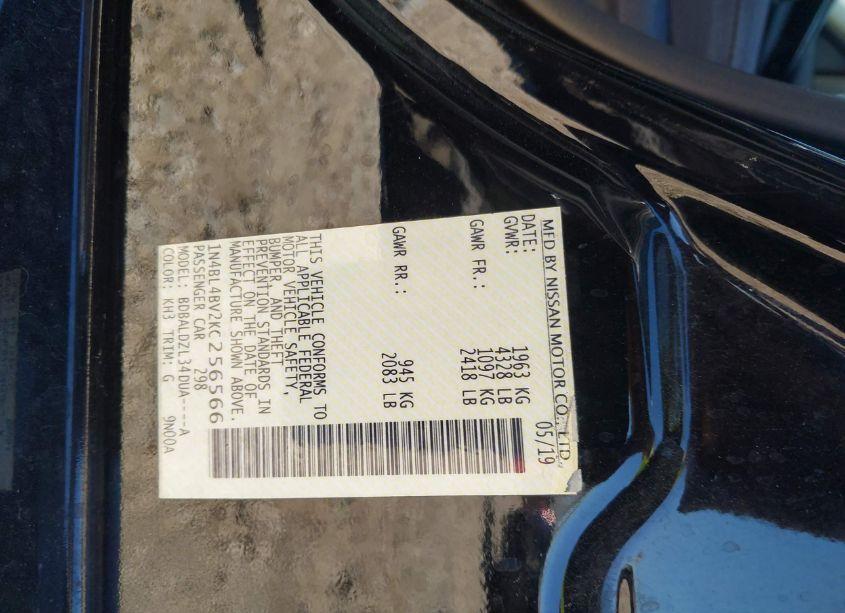 MFD BY NISSAN MOTOR CO., LTD.
DATE: 05/19
GVWR: 1963 KG
4328 LB
GAWR FR.: 1097 KG
2418 LB
GAWR RR.: 945 KG
2083 LB
THIS VEHICLE CONFORMS TO
ALL APPLICABLE FEDERAL
MOTOR VEHICLE SAFETY,
BUMPER, AND THEFT
PREVENTION STANDARDS IN
EFFECT ON THE DATE OF
MANUFACTURE SHOWN ABOVE.
1N4BL4BV2KC256566
PASSENGER CAR 298
MODEL: BDBALDZL34DUA----A
COLOR: KH3 TRIM: G 9N00A